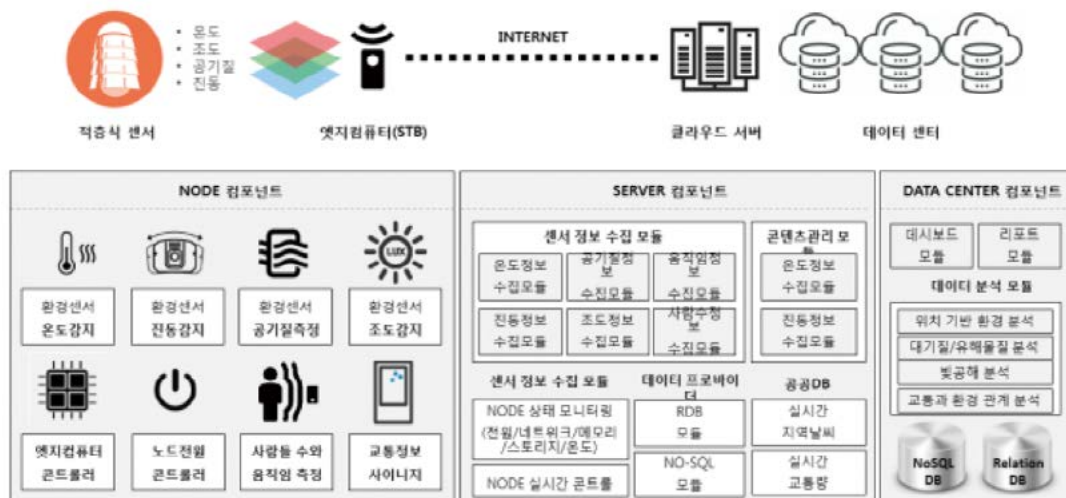 • 온도
• 조도
• 공기질
• 진동
INTERNET
적층식 센서
엣지컴퓨터(STB)
클라우드 서버
데이터 센터
NODE 컴포넌트
LUX
환경센서
온도감지
환경센서
진동감지
환경센서
공기질측정
환경센서
조도감지
엣지컴퓨터
콘트롤러
노드전원
콘트롤러
사람들 수와
움직임 측정
교통정보
사이니지
SERVER 컴포넌트
센서 정보 수집 모듈
온도정보
수집모듈
공기질정
보
수진모듈
움직임정
보
수집모듈
진동정보
수집모듈
조도정보
수집모듈
사람수정
보
수집모듈
콘텐츠관리 모
듈
온도정보
수집모듈
진동정보
수집모듈
센서 정보 수집 모듈
NODE 상태 모니터링
(전원/네트워크/메모리
/스토리지/온도)
NODE 실시간 콘트롤
데이터 프로바이
더
RDB
모듈
NO-SQL
모듈
공공DB
실시간
지역날씨
실시간
교통량
DATA CENTER 컴포넌트
대시보드
모듈
리포트
모듈
데이터 분석 모듈
위치 기반 환경 분석
대기질/유해물질 분석
빛공해 분석
교통과 환경 관계 분석
NoSQL
DB
Relation
DB